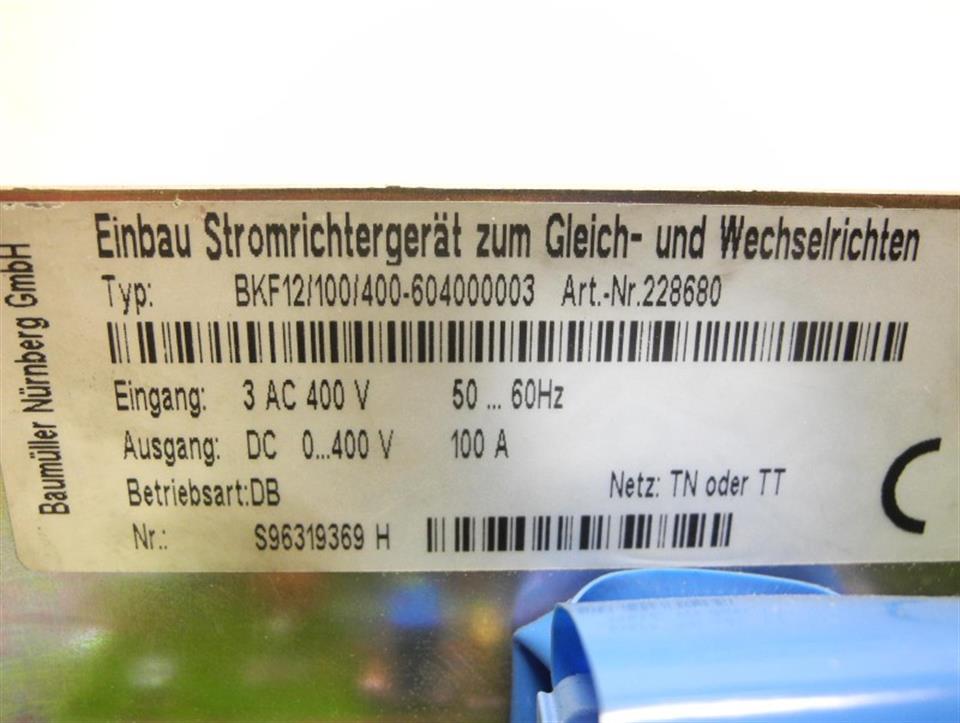 Baumüller Nürnberg GmbH
Einbau Stromrichtergerät zum Gleich- und Wechselrichten
Typ: BKF12/100/400-604000003 Art.-Nr.228680
Eingang: 3 AC 400 V 50 ... 60Hz
Ausgang: DC 0...400 V 100 A
Betriebsart:DB Netz: TN oder TT
Nr.: S96319369 H
C